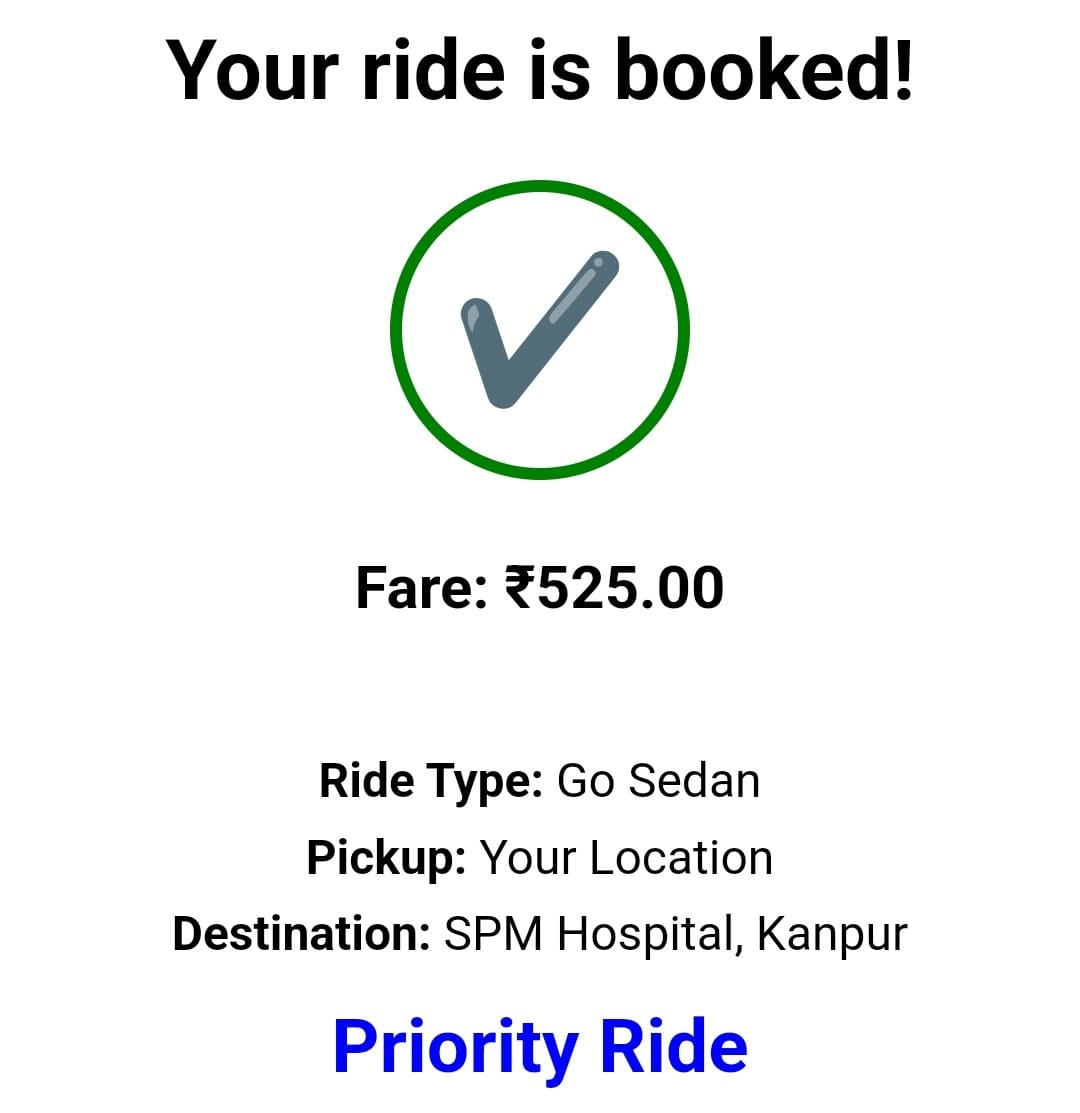 Your ride is booked!
Fare: ₹525.00
Ride Type: Go Sedan
Pickup: Your Location
Destination: SPM Hospital, Kanpur
Priority Ride